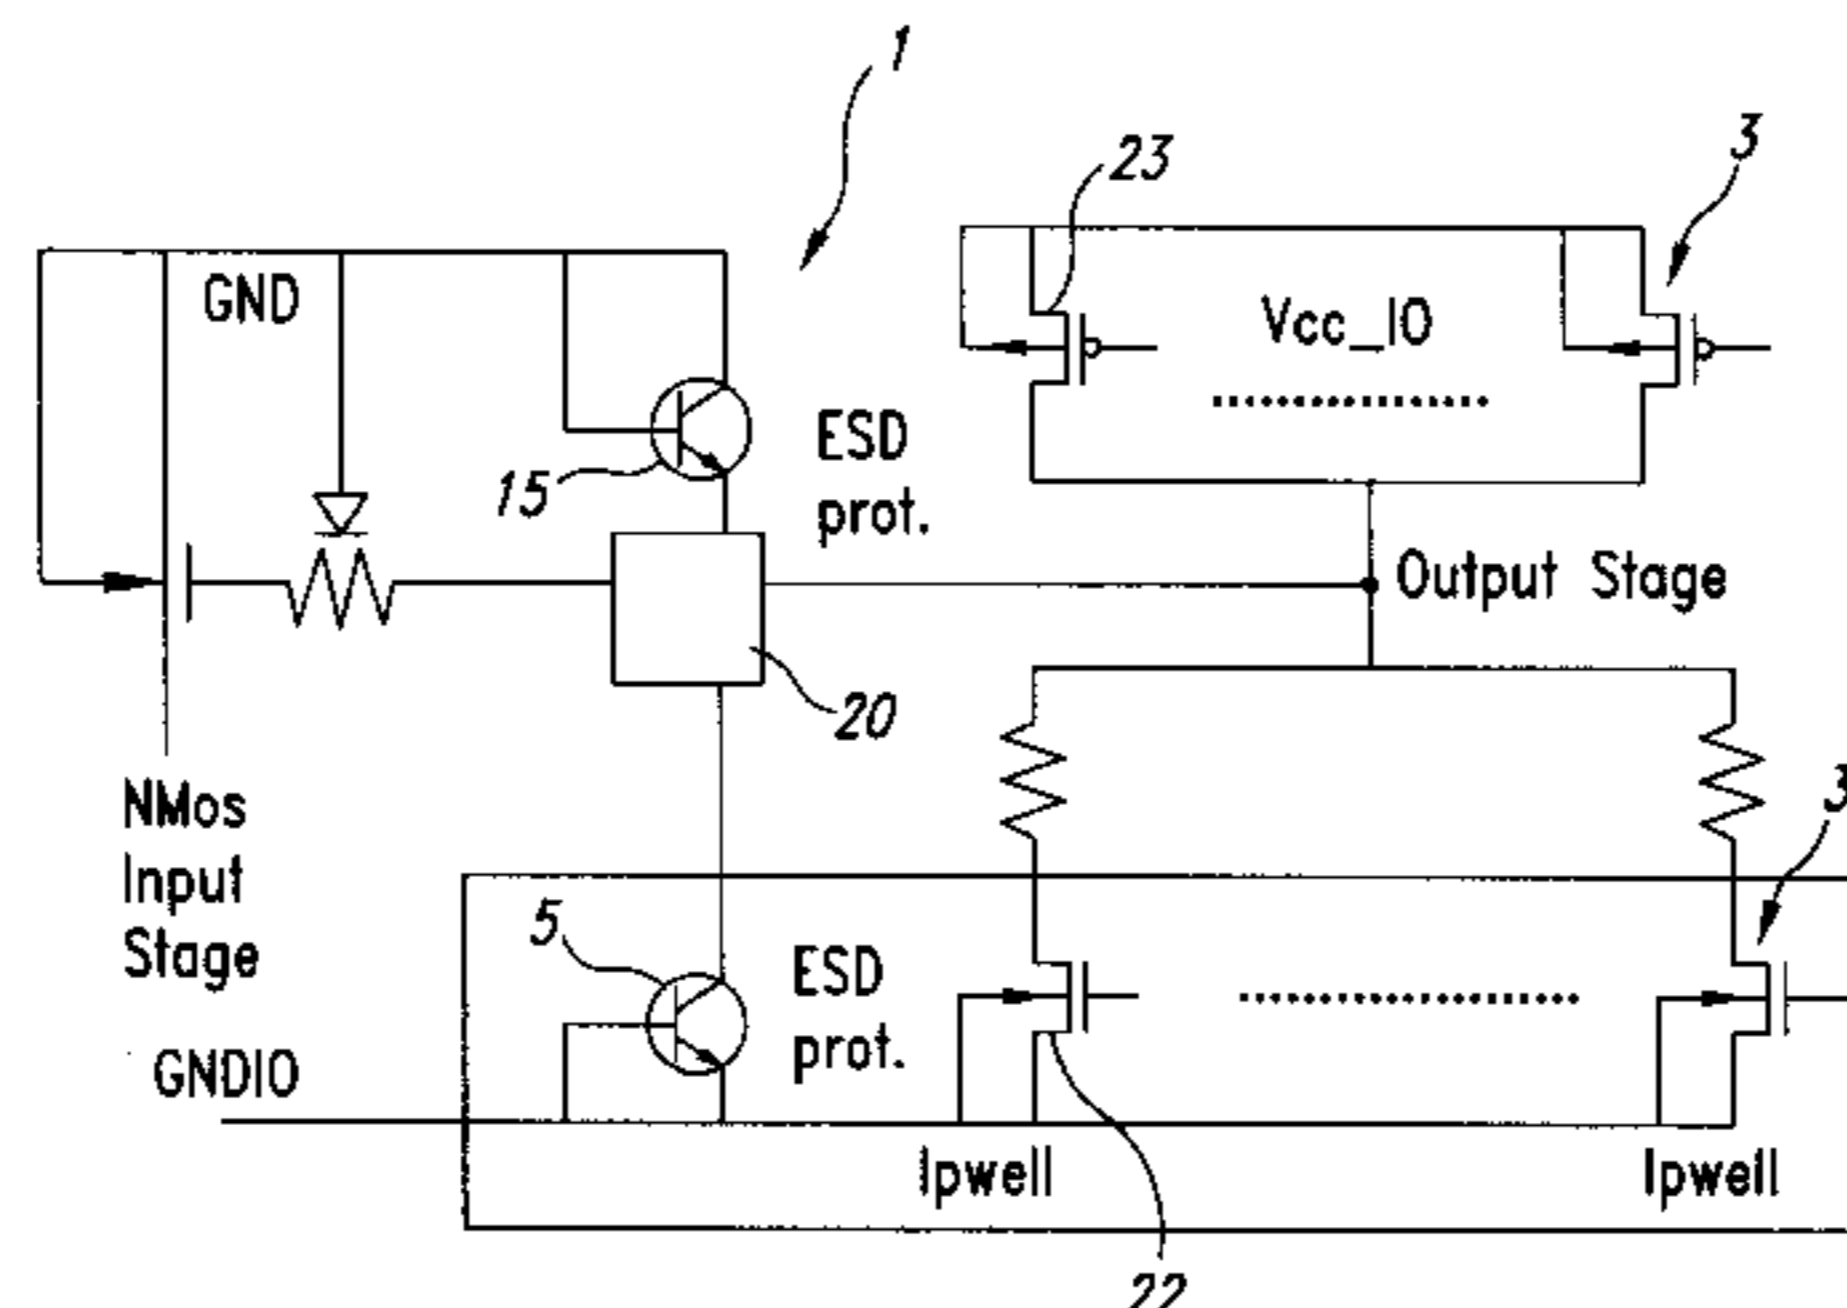 1
3
23
GND
Vcc_IO
ESD
prot.
15
Output Stage
20
NMos
Input
Stage
3
5
ESD
prot.
GNDIO
Ipwell
Ipwell
22